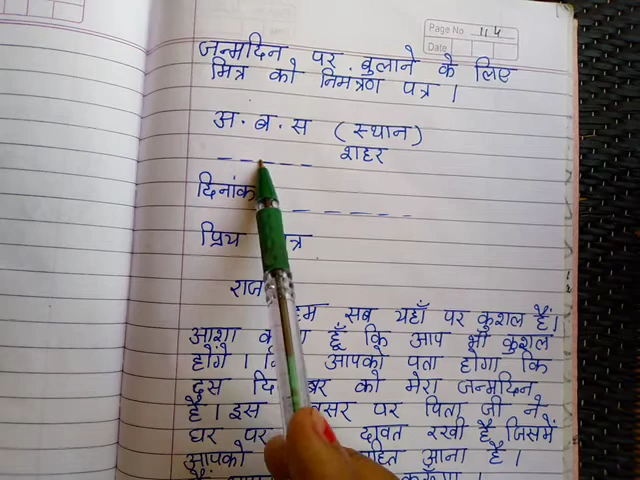 Page No. 114
Date
जन्मदिन पर बुलाने के लिए
मित्र को निमंत्रण पत्र ।
अ. ब. स (स्थान)
_ _ _ _ _ शहर
दिनांक _ _ _ _ _ _
प्रिय
राज
हम सब यहाँ पर कुशल हैं।
आशा हूँ कि आप भी कुशल
होंगे । आपको पता होगा कि
दस को मेरा जन्मदिन
है। इस पर पिता जी ने
घर पर दावत रखी है जिसमें
आपको आना है ।